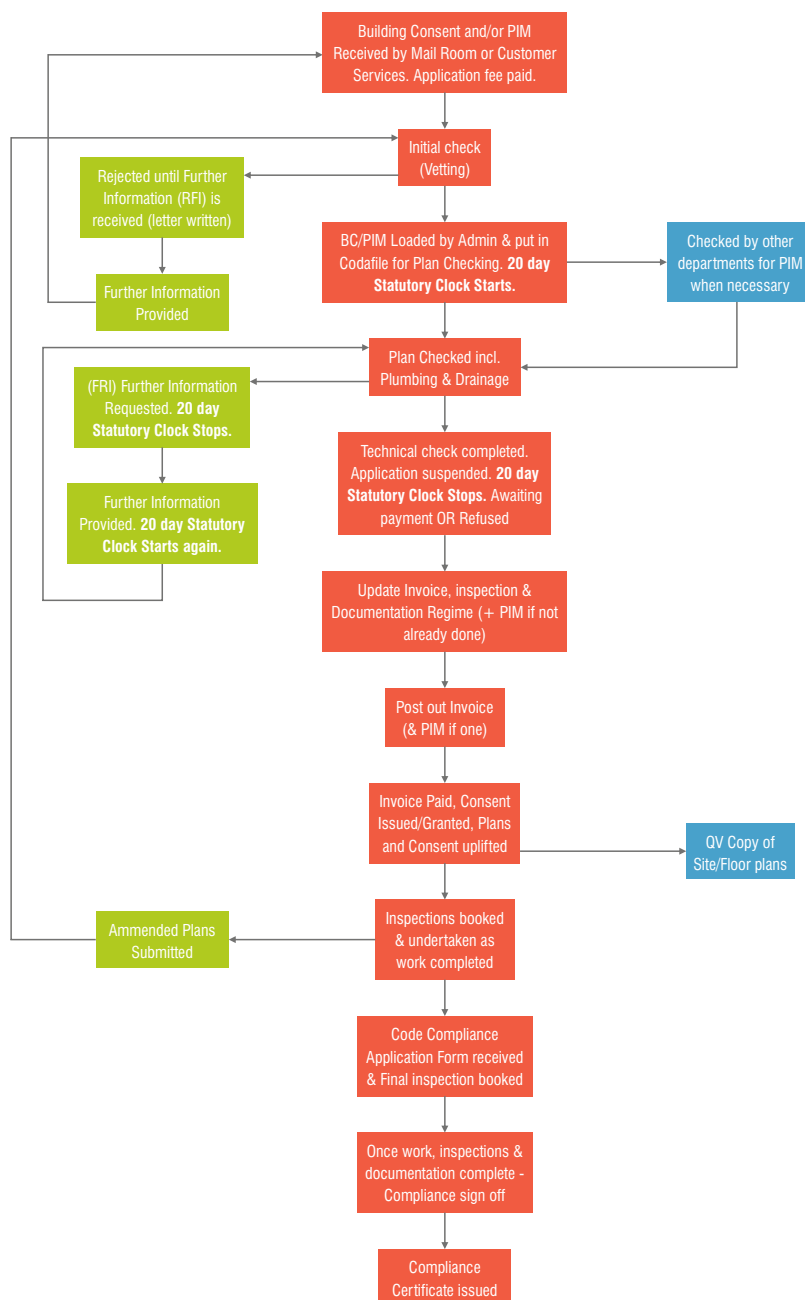 Building Consent and/or PIM
Received by Mail Room or Customer
Services. Application fee paid.
Initial check
(Vetting)
Rejected until Further
Information (RFI) is
received (letter written)
BC/PIM Loaded by Admin & put in
Codafile for Plan Checking. 20 day
Statutory Clock Starts.
Checked by other
departments for PIM
when necessary
Further Information
Provided
Plan Checked incl.
Plumbing & Drainage
(FRI) Further Information
Requested. 20 day
Statutory Clock Stops.
Technical check completed.
Application suspended. 20 day
Statutory Clock Stops. Awaiting
payment OR Refused
Further Information
Provided. 20 day Statutory
Clock Starts again.
Update Invoice, inspection &
Documentation Regime (+ PIM if not
already done)
Post out Invoice
(& PIM if one)
Invoice Paid, Consent
Issued/Granted, Plans
and Consent uplifted
QV Copy of
Site/Floor plans
Inspections booked
& undertaken as
work completed
Ammended Plans
Submitted
Code Compliance
Application Form received
& Final inspection booked
Once work, inspections &
documentation complete -
Compliance sign off
Compliance
Certificate issued